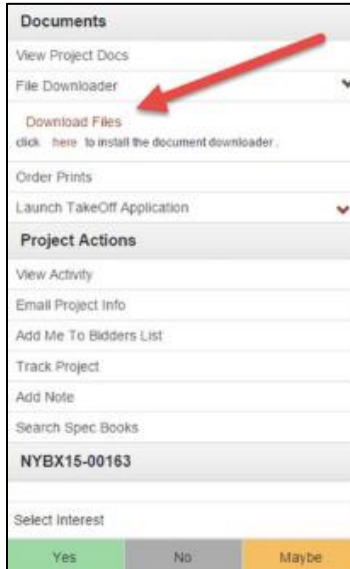 Documents
View Project Docs
File Downloader
Download Files
click here to install the document downloader.
Order Prints
Launch TakeOff Application
Project Actions
View Activity
Email Project Info
Add Me To Bidders List
Track Project
Add Note
Search Spec Books
NYBX15-00163
Select Interest
Yes No Maybe